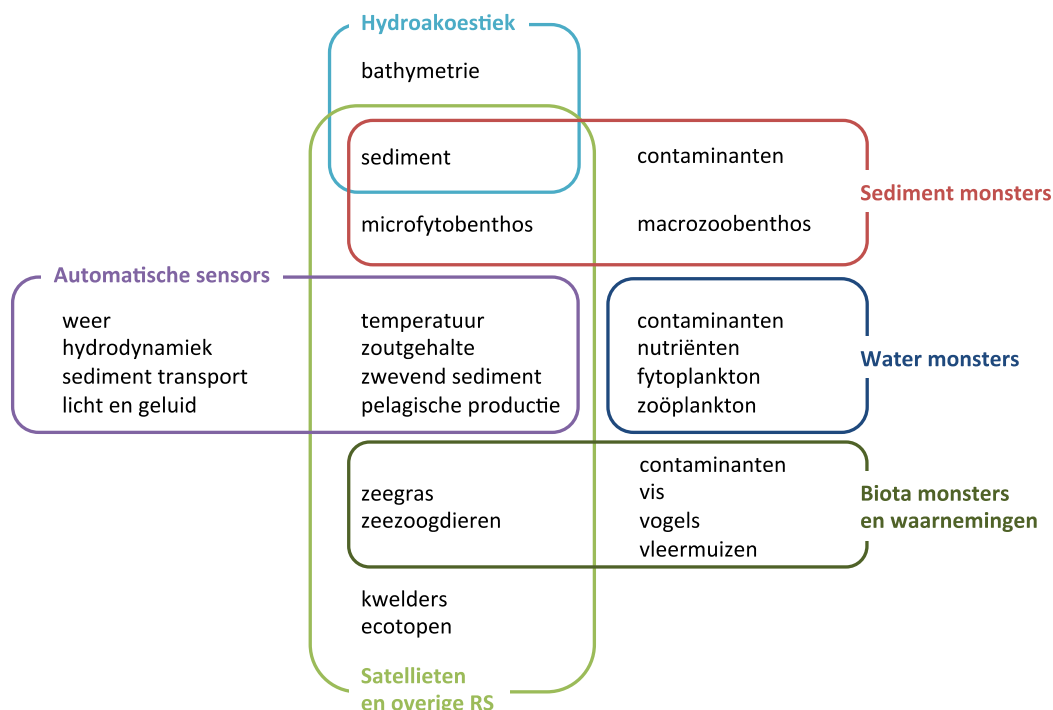 Hydroakoestiek
bathymetrie
sediment
contaminanten
Sediment monsters
microfytobenthos
macrozoobenthos
Automatische sensors
weer
hydrodynamiek
sediment transport
licht en geluid
temperatuur
zoutgehalte
zwevend sediment
pelagische productie
contaminanten
nutriënten
fytoplankton
zoöplankton
Water monsters
zeegras
zeezoogdieren
contaminanten
vis
vogels
vleermuizen
Biota monsters
en waarnemingen
kwelders
ecotopen
Satellieten
en overige RS